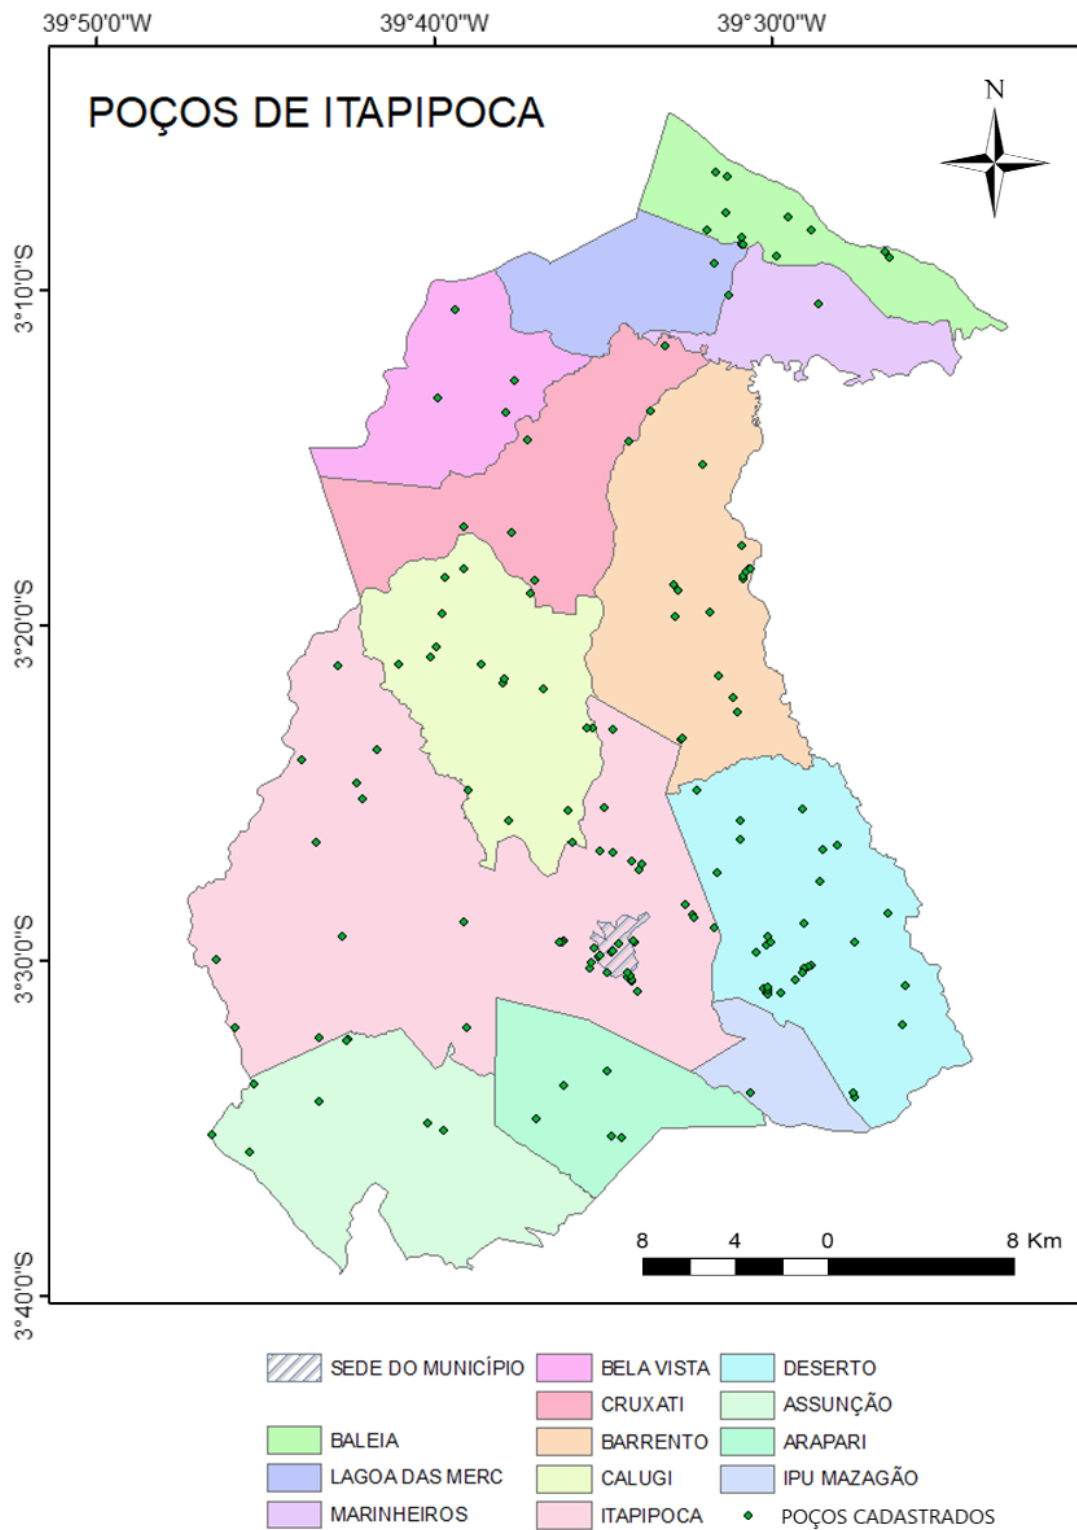 39°50'0"W 39°40'0"W 39°30'0"W
POÇOS DE ITAPIPOCA
N
3°10'0"S
3°20'0"S
3°30'0"S
3°40'0"S
8 4 0 8 Km
SEDE DO MUNICÍPIO
BALEIA
LAGOA DAS MERC
MARINHEIROS
BELA VISTA
CRUXATI
BARRENTO
CALUGI
ITAPIPOCA
DESERTO
ASSUNÇÃO
ARAPARI
IPU MAZAGÃO
POÇOS CADASTRADOS